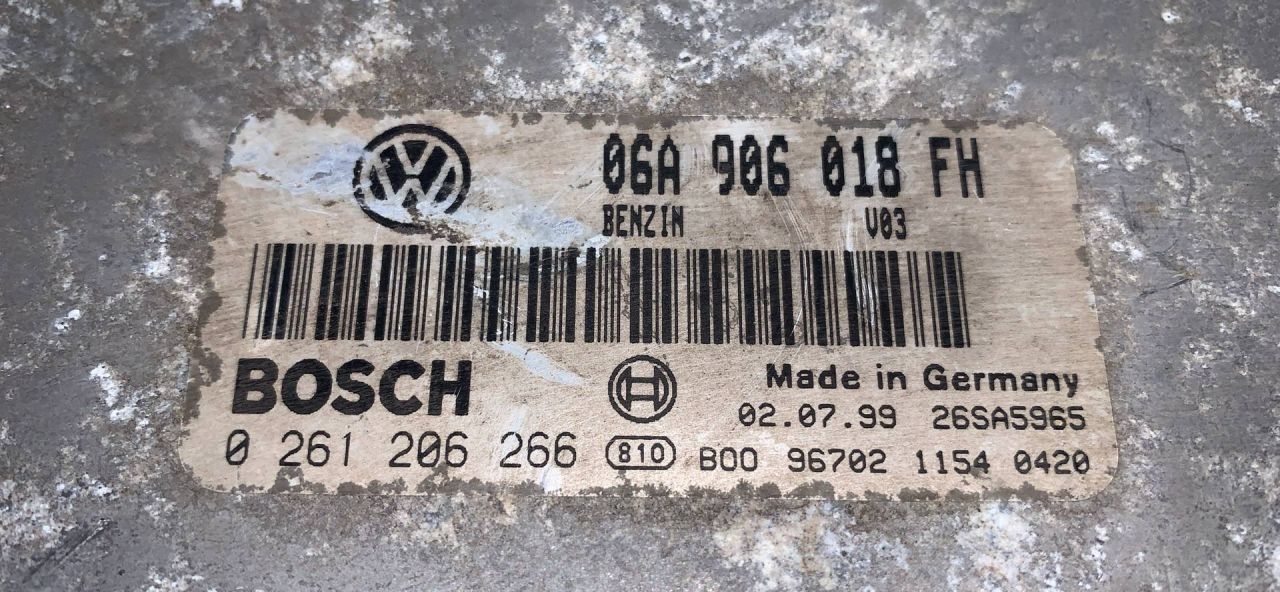 06A 906 018 FH
BENZIN V03
BOSCH
Made in Germany
02.07.99 26SA5965
0 261 206 266 810 B00 96702 1154 0420